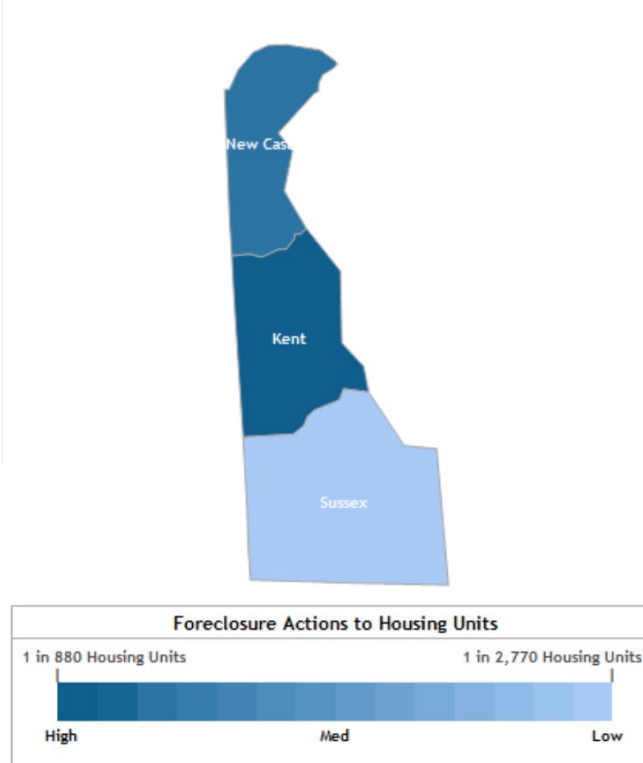 New Cas
Kent
Sussex
Foreclosure Actions to Housing Units
1 in 880 Housing Units 1 in 2,770 Housing Units
High Med Low